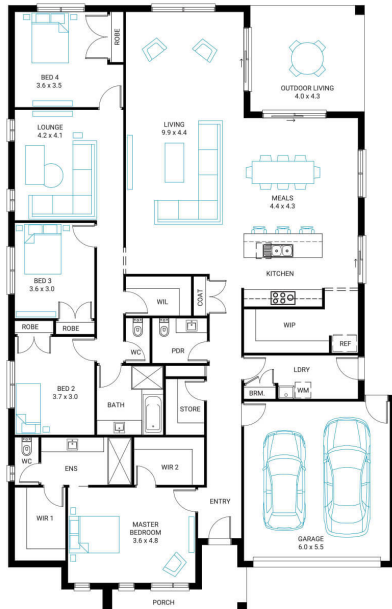 BED 4
3.6 x 3.5
ROBE
OUTDOOR LIVING
4.0 x 4.3
LOUNGE
4.2 x 4.1
LIVING
9.9 x 4.4
MEALS
4.4 x 4.3
BED 3
3.6 x 3.0
KITCHEN
WIL
COAT
ROBE
ROBE
WC
PDR
WIP
REF
BED 2
3.7 x 3.0
BATH
STORE
LDRY
BRM.
WM
WC
ENS
WIR 2
WIR 1
MASTER
BEDROOM
3.6 x 4.8
ENTRY
GARAGE
6.0 x 5.5
PORCH